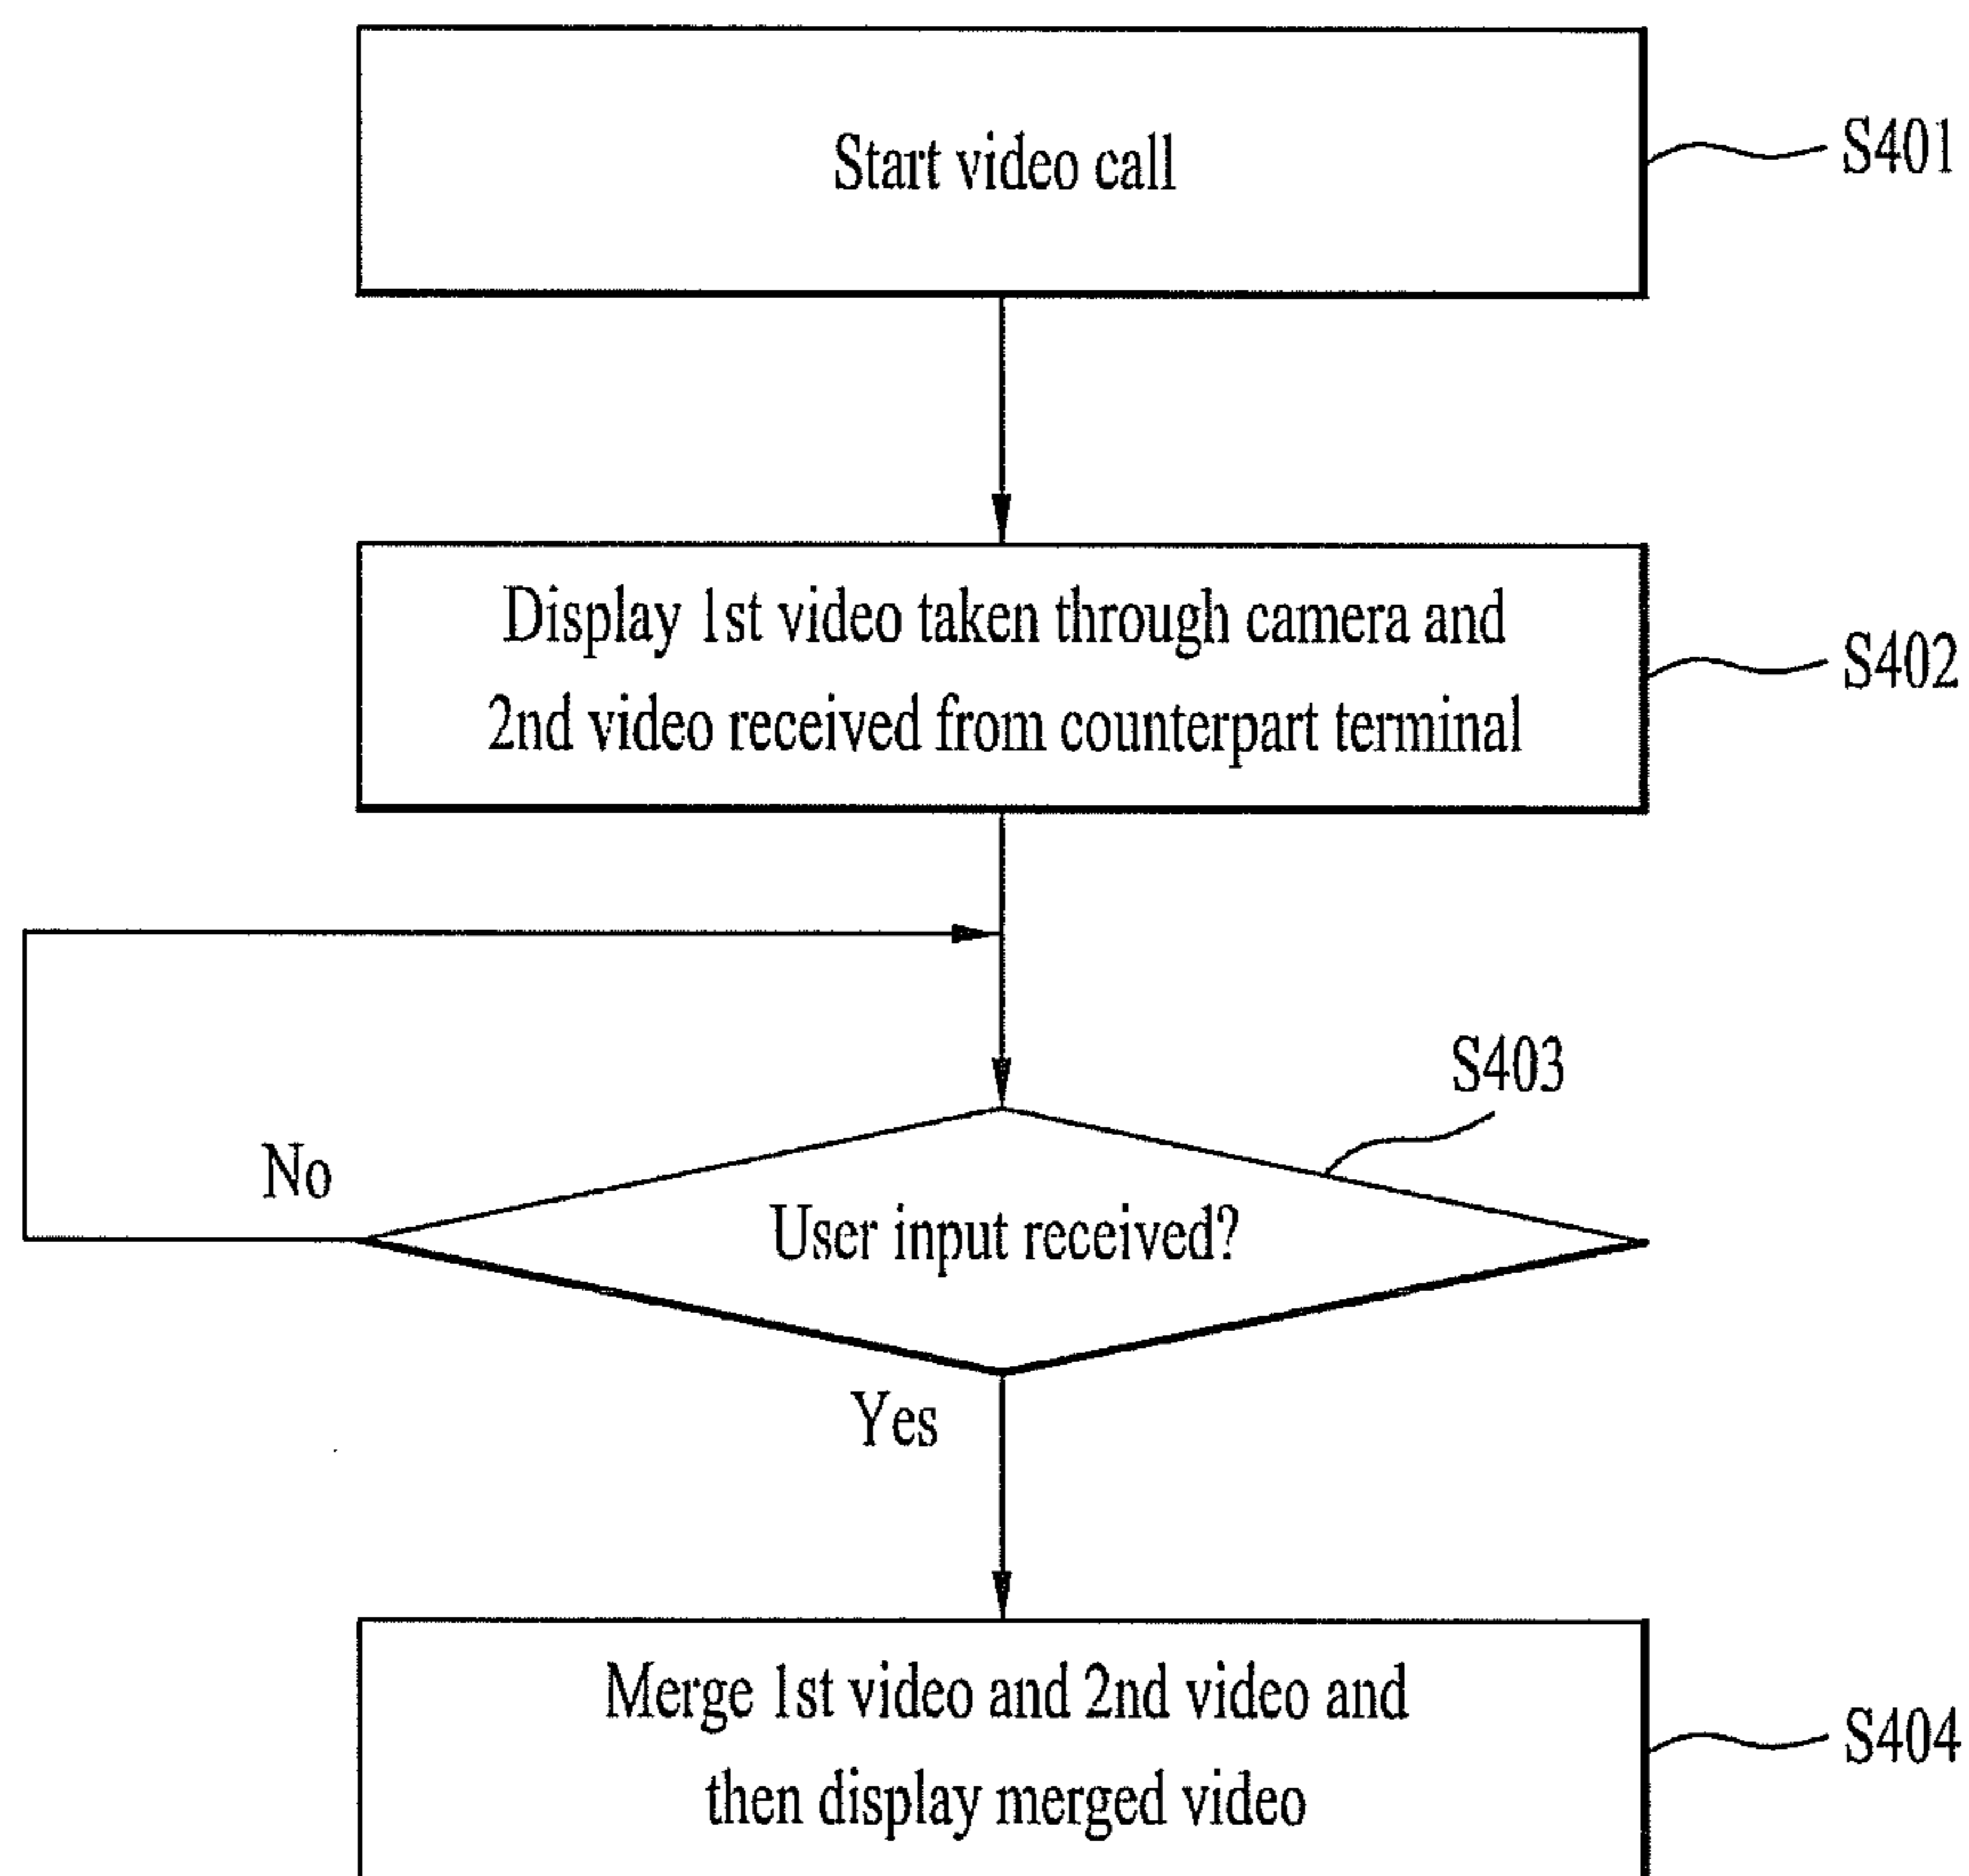 Start video call
S401
Display 1st video taken through camera and
2nd video received from counterpart terminal
S402
S403
No
User input received?
Yes
Merge 1st video and 2nd video and
then display merged video
S404